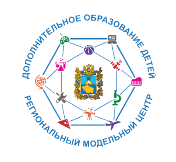 ДОПОЛНИТЕЛЬНОЕ ОБРАЗОВАНИЕ ДЕТЕЙ
РЕГИОНАЛЬНЫЙ МОДЕЛЬНЫЙ ЦЕНТР